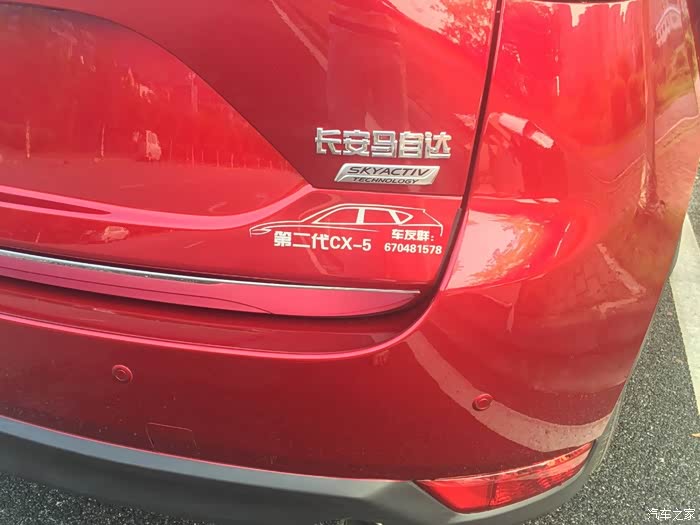 长安马自达
SKYACTIV
TECHNOLOGY
第二代CX-5
车友群:
670481578
汽车之家